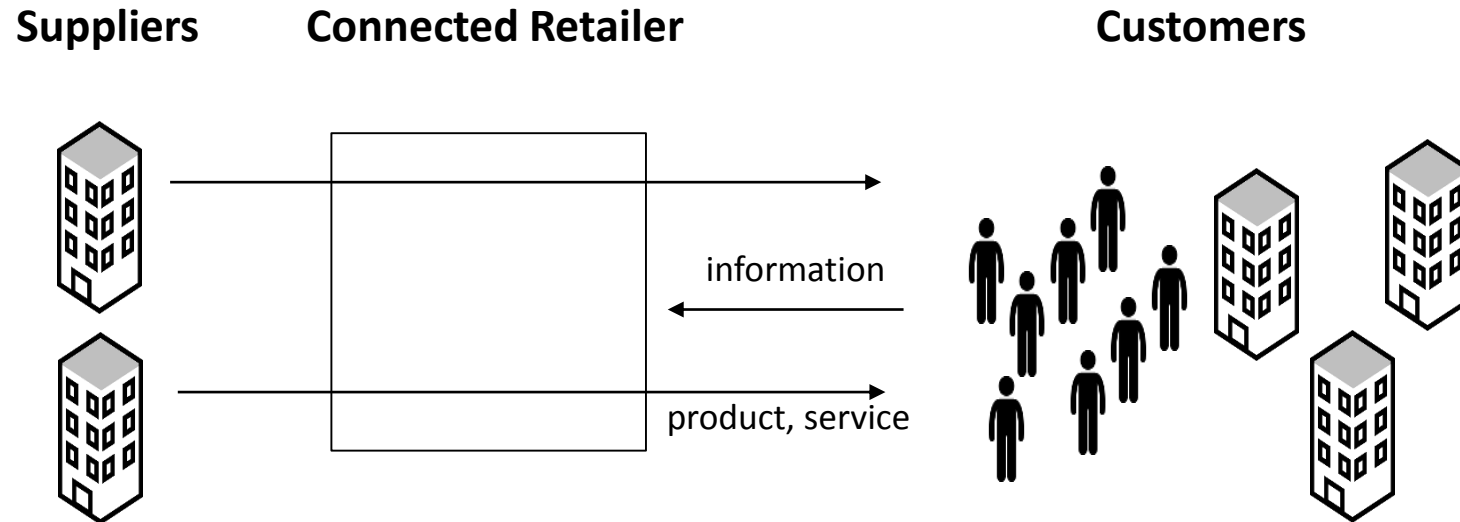 Suppliers
Connected Retailer
Customers
information
product, service